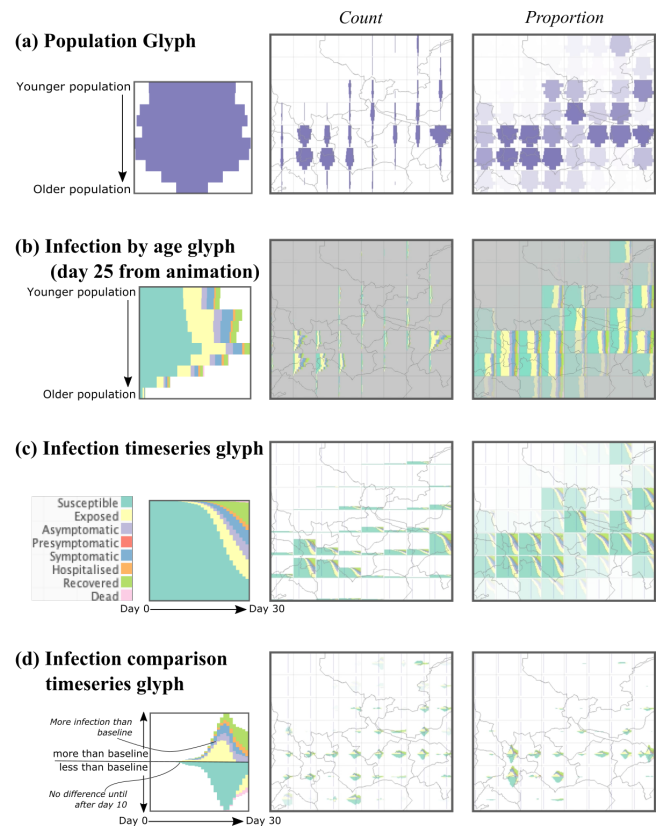 Count
Proportion
(a) Population Glyph
Younger population
Older population
(b) Infection by age glyph
(day 25 from animation)
Younger population
Older population
(c) Infection timeseries glyph
Susceptible
Exposed
Asymptomatic
Presymptomatic
Symptomatic
Hospitalised
Recovered
Dead
Day 0
Day 30
(d) Infection comparison
timeseries glyph
More infection than
baseline
more than baseline
less than baseline
No difference until
after day 10
Day 0
Day 30